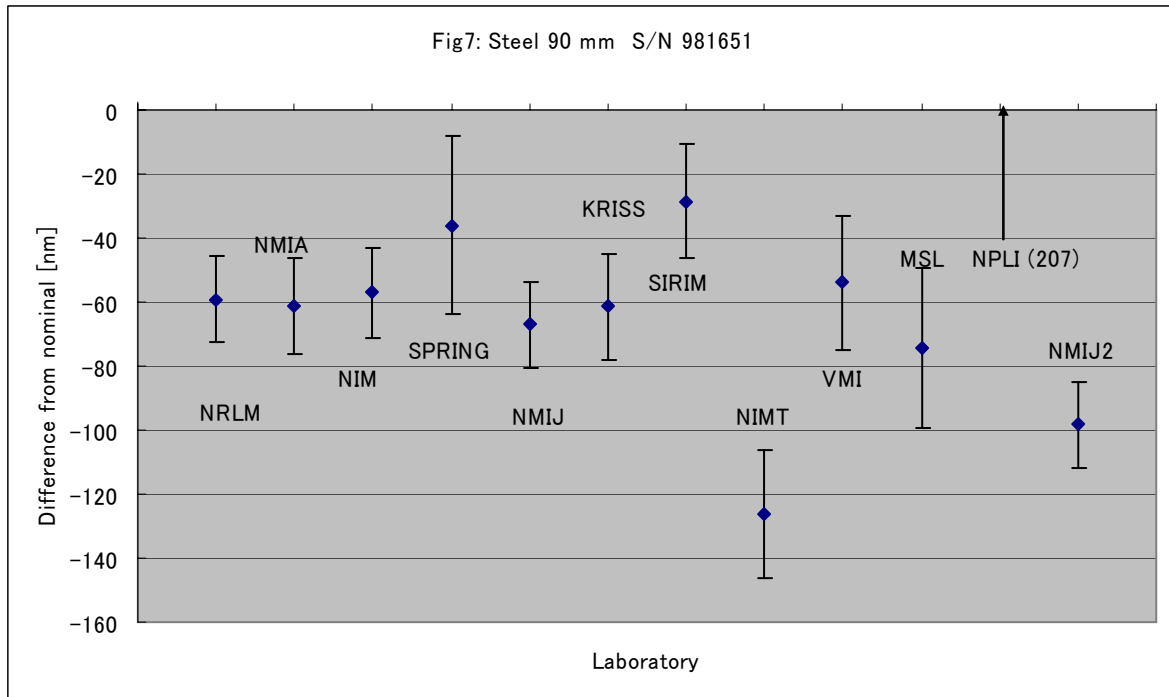 Fig7: Steel 90 mm S/N 981651
0
-20
-40
-60
-80
-100
-120
-140
-160
Difference from nominal [nm]
NRLM
NMIA
NIM
SPRING
NMIJ
KRISS
SIRIM
NIMT
VMI
MSL
NPLI (207)
NMIJ2
Laboratory